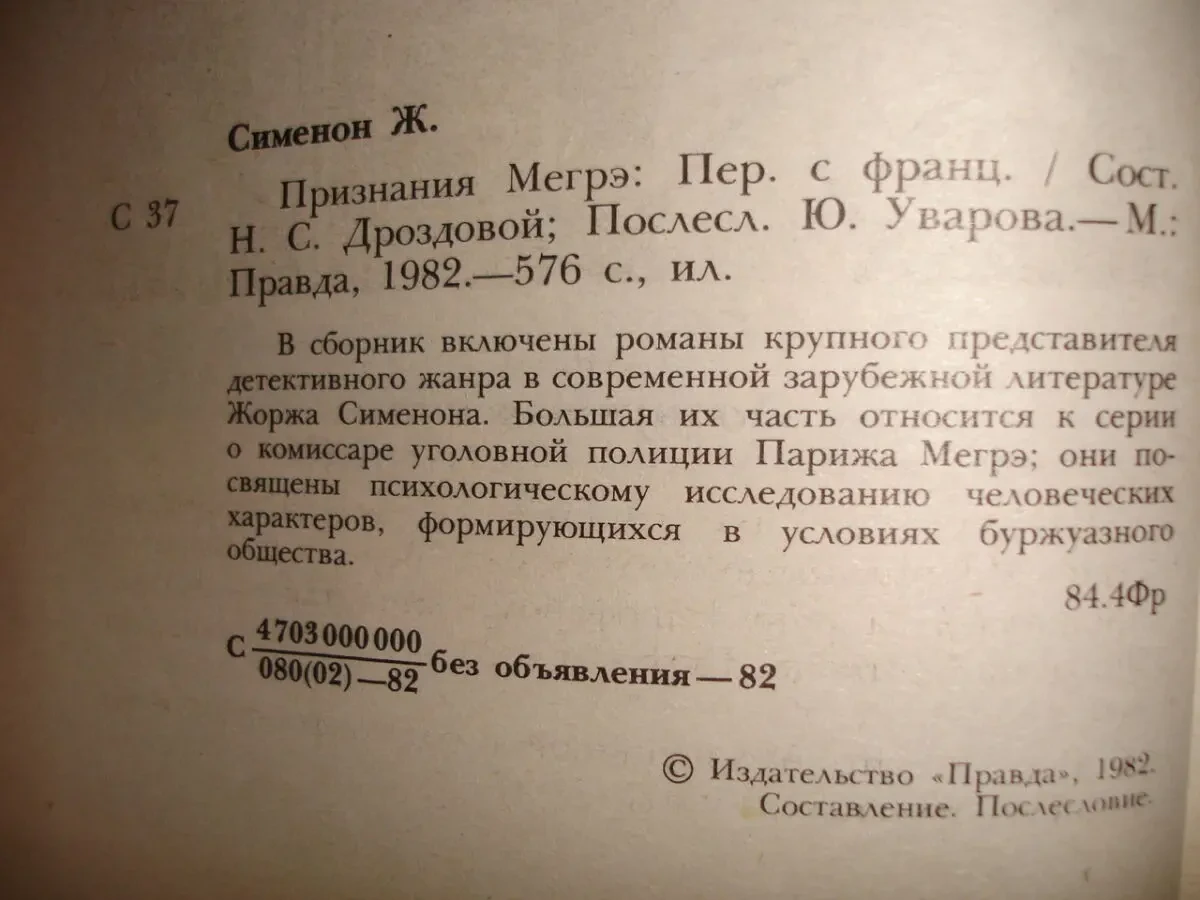 Сименон Ж.
Признания Мегрэ: Пер. с франц. / Сост.
С 37
Н. С. Дроздовой; Послесл. Ю. Уварова.—М.:
Правда, 1982.—576 с., ил.
В сборник включены романы крупного представителя
детективного жанра в современной зарубежной литературе
Жоржа Сименона. Большая их часть относится к серии
о комиссаре уголовной полиции Парижа Мегрэ; они по-
священы психологическому исследованию человеческих
характеров, формирующихся в условиях буржуазного
общества.
84.4Фр
С 4703000000
080(02)—82 без объявления—82
© Издательство «Правда», 1982.
Составление. Послесловие.